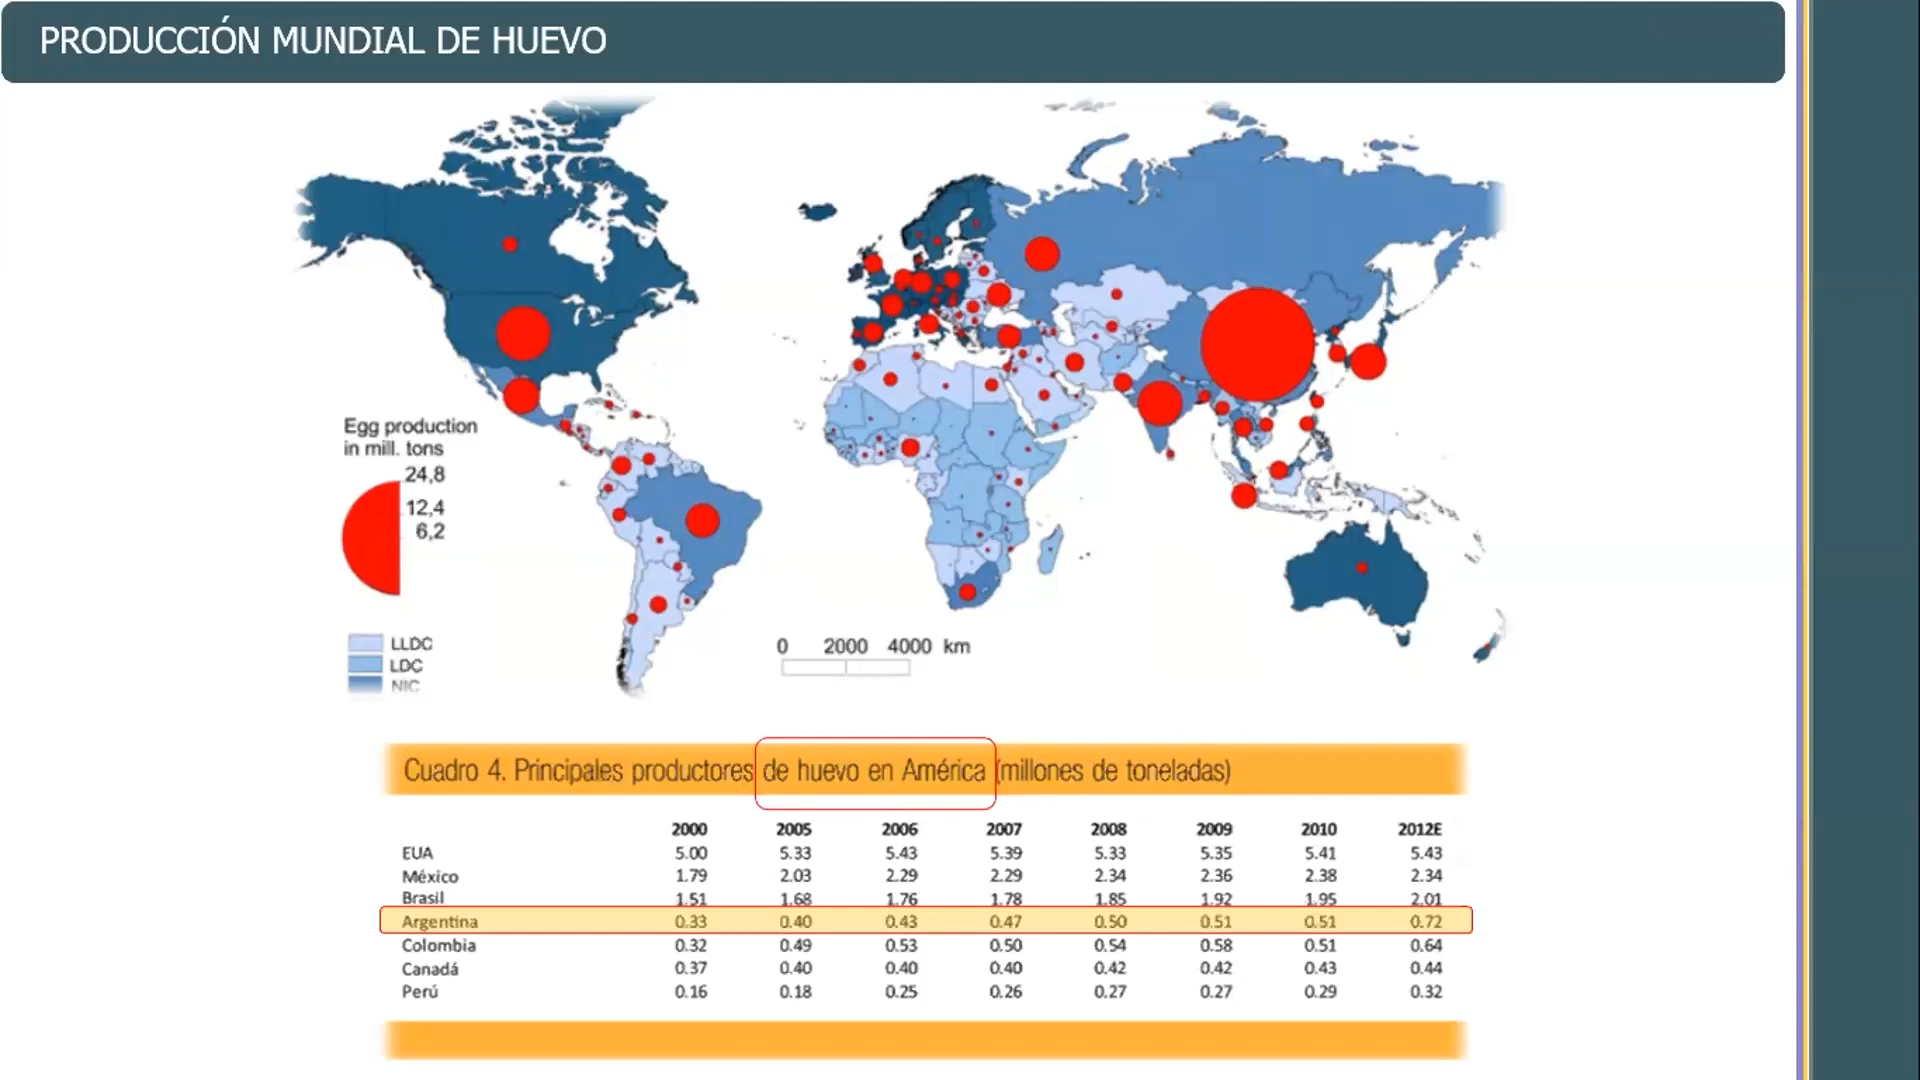 PRODUCCIÓN MUNDIAL DE HUEVO
Egg production
in mill. tons
24,8
12,4
6,2
LLDC
LDC
NIC
0 2000 4000 km
Cuadro 4. Principales productores de huevo en América (millones de toneladas)
2000 2005 2006 2007 2008 2009 2010 2012E
EUA 5.00 5.33 5.43 5.39 5.33 5.35 5.41 5.43
México 1.79 2.03 2.29 2.29 2.34 2.36 2.38 2.34
Brasil 1.51 1.68 1.76 1.78 1.85 1.92 1.95 2.01
Argentina 0.33 0.40 0.43 0.47 0.50 0.51 0.51 0.72
Colombia 0.32 0.49 0.53 0.50 0.54 0.58 0.51 0.64
Canadá 0.37 0.40 0.40 0.40 0.42 0.42 0.43 0.44
Perú 0.16 0.18 0.25 0.26 0.27 0.27 0.29 0.32